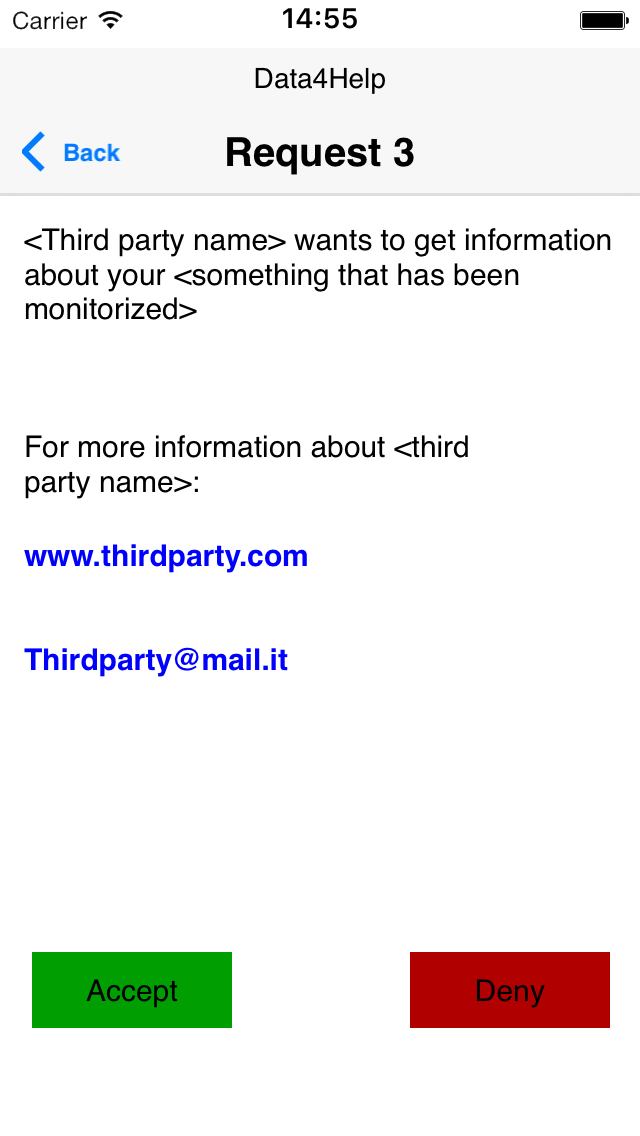 Carrier 14:55
Data4Help
Back Request 3
<Third party name> wants to get information
about your <something that has been
monitorized>
For more information about <third
party name>:
www.thirdparty.com
Thirdparty@mail.it
Accept Deny